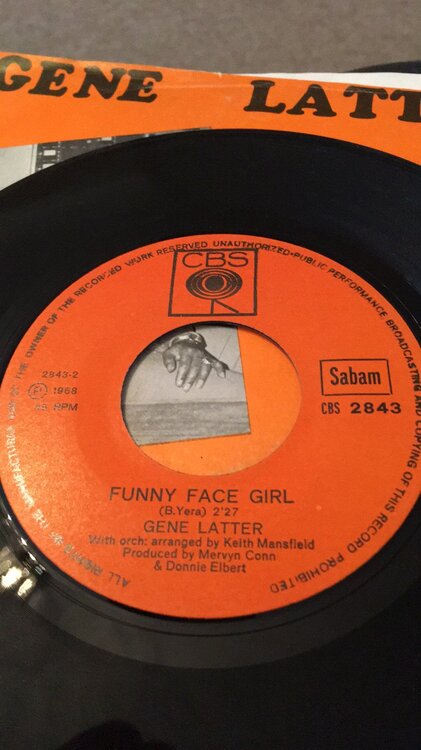 GENE LATT
CBS
ALL RIGHTS OF THE MANUFACTURER AND OF THE OWNER OF THE RECORDED WORK RESERVED UNAUTHORIZED·PUBLIC PERFORMANCE BROADCASTING AND COPYING OF THIS RECORD PROHIBITED
2843-2
Ⓟ 1968
45 RPM
Sabam
CBS 2843
FUNNY FACE GIRL
(B.Yera) 2'27
GENE LATTER
With orch: arranged by Keith Mansfield
Produced by Mervyn Conn
& Donnie Elbert